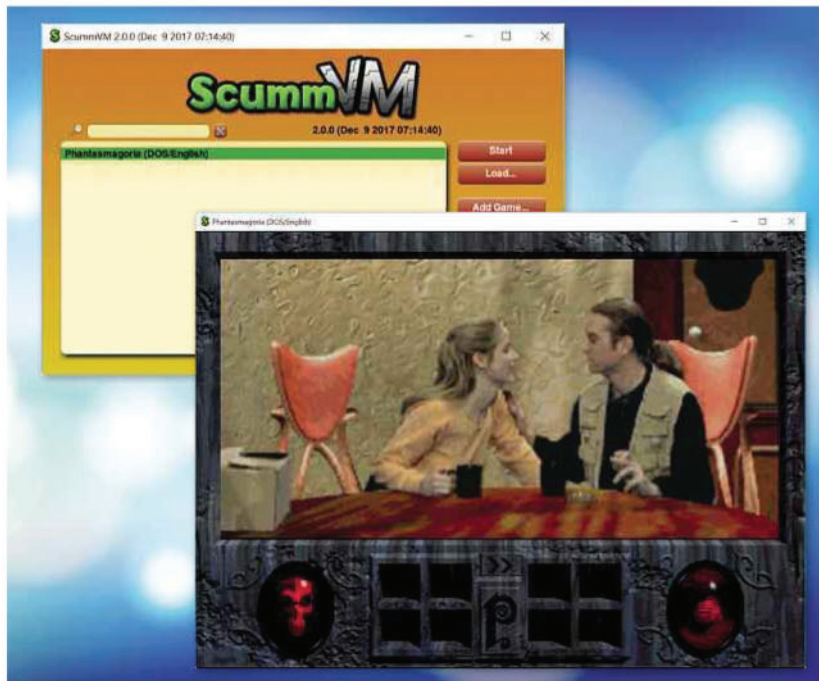 ScummVM 2.0.0 (Dec 9 2017 07:14:40)
ScummVM
2.0.0 (Dec 9 2017 07:14:40)
Phantasmagoria (DOS/English)
Start
Load...
Add Game...
Phantasmagoria (DOS/English)
>>